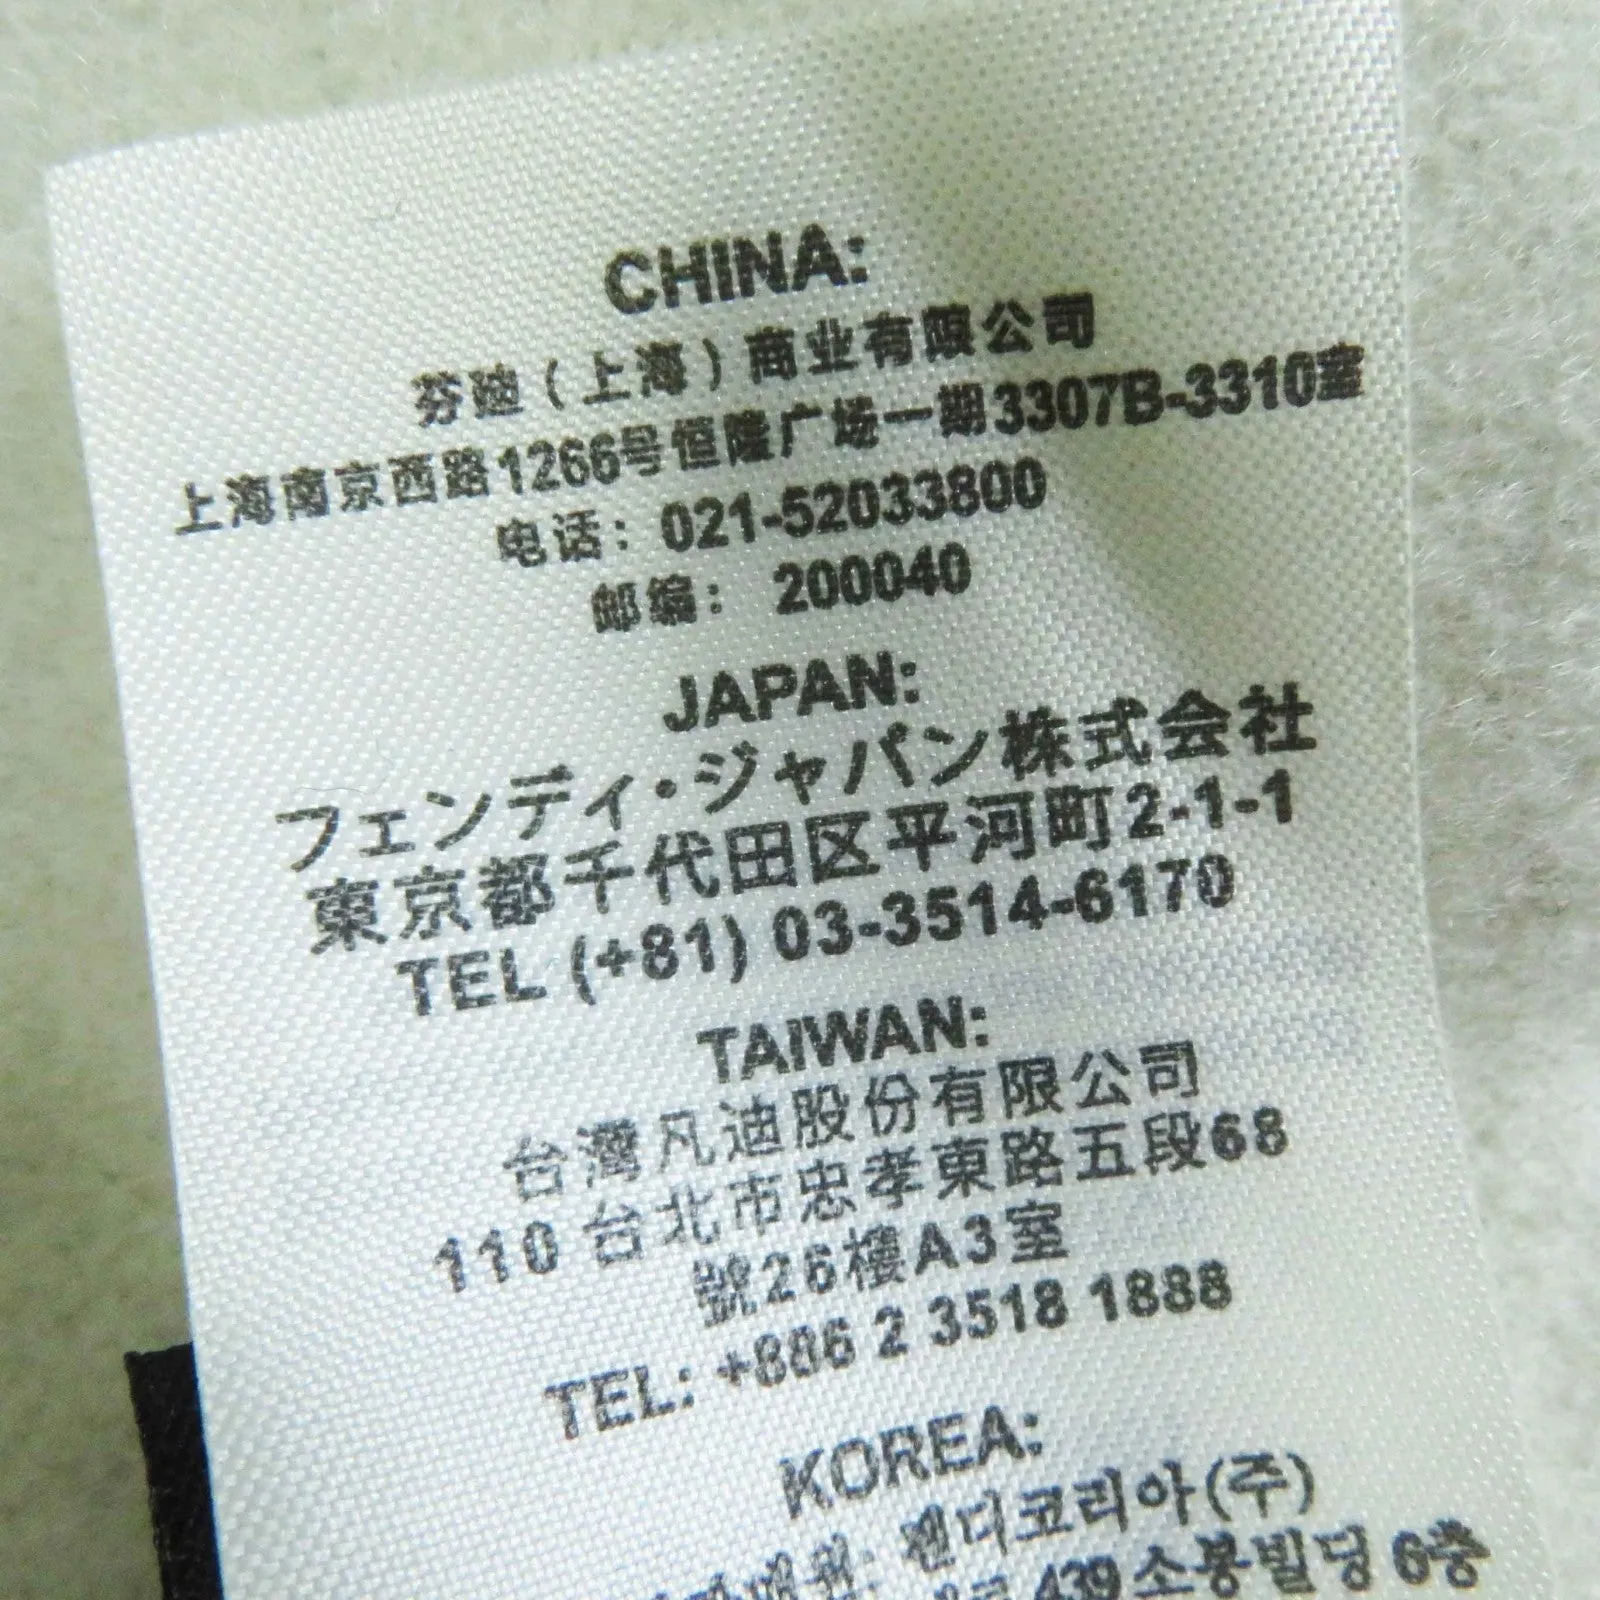 CHINA:
芬迪（上海）商业有限公司
上海南京西路1266号恒隆广场一期3307B-3310室
电话：021-52033800
邮编：200040
JAPAN:
フェンディ・ジャパン株式会社
東京都千代田区平河町2-1-1
TEL (+81) 03-3514-6170
TAIWAN:
台灣凡迪股份有限公司
110 台北市忠孝東路五段68
號26樓A3室
TEL: +886 2 3518 1888
KOREA:
펜디코리아(주)
439 소봉빌딩 6층